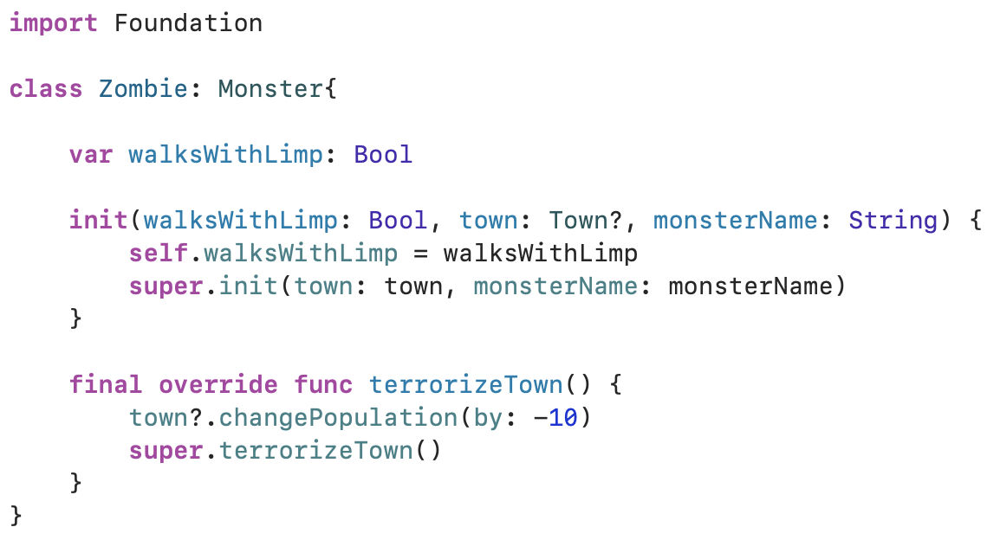 import Foundation

class Zombie: Monster{

    var walksWithLimp: Bool

    init(walksWithLimp: Bool, town: Town?, monsterName: String) {
        self.walksWithLimp = walksWithLimp
        super.init(town: town, monsterName: monsterName)
    }

    final override func terrorizeTown() {
        town?.changePopulation(by: -10)
        super.terrorizeTown()
    }
}